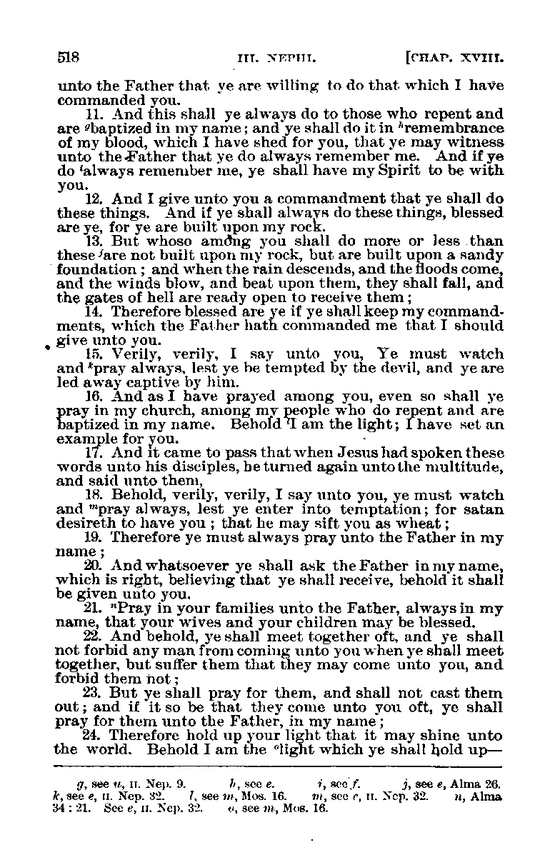 518 III. NEPHI. [CHAP. XVIII.
unto the Father that ye are willing to do that which I have
commanded you.
11. And this shall ye always do to those who repent and
are ᵍbaptized in my name; and ye shall do it in ʰremembrance
of my blood, which I have shed for you, that ye may witness
unto the Father that ye do always remember me. And if ye
do ⁱalways remember me, ye shall have my Spirit to be with
you.
12. And I give unto you a commandment that ye shall do
these things. And if ye shall always do these things, blessed
are ye, for ye are built upon my rock.
13. But whoso among you shall do more or less than
these ʲare not built upon my rock, but are built upon a sandy
foundation; and when the rain descends, and the floods come,
and the winds blow, and beat upon them, they shall fall, and
the gates of hell are ready open to receive them;
14. Therefore blessed are ye if ye shall keep my command-
ments, which the Father hath commanded me that I should
give unto you.
15. Verily, verily, I say unto you, Ye must watch
and ᵏpray always, lest ye be tempted by the devil, and ye are
led away captive by him.
16. And as I have prayed among you, even so shall ye
pray in my church, among my people who do repent and are
baptized in my name. Behold ˡI am the light; I have set an
example for you.
17. And it came to pass that when Jesus had spoken these
words unto his disciples, he turned again unto the multitude,
and said unto them,
18. Behold, verily, verily, I say unto you, ye must watch
and ᵐpray always, lest ye enter into temptation; for satan
desireth to have you; that he may sift you as wheat;
19. Therefore ye must always pray unto the Father in my
name;
20. And whatsoever ye shall ask the Father in my name,
which is right, believing that ye shall receive, behold it shall
be given unto you.
21. ⁿPray in your families unto the Father, always in my
name, that your wives and your children may be blessed.
22. And behold, ye shall meet together oft, and ye shall
not forbid any man from coming unto you when ye shall meet
together, but suffer them that they may come unto you, and
forbid them not;
23. But ye shall pray for them, and shall not cast them
out; and if it so be that they come unto you oft, ye shall
pray for them unto the Father, in my name;
24. Therefore hold up your light that it may shine unto
the world. Behold I am the ᵒlight which ye shall hold up—
g, see u, II. Nep. 9. h, see e. i, see f. j, see e, Alma 26.
k, see e, II. Nep. 32. l, see m, Mos. 16. m, see e, II. Nep. 32. n, Alma
34 : 21. See e, II. Nep. 32. o, see m, Mos. 16.